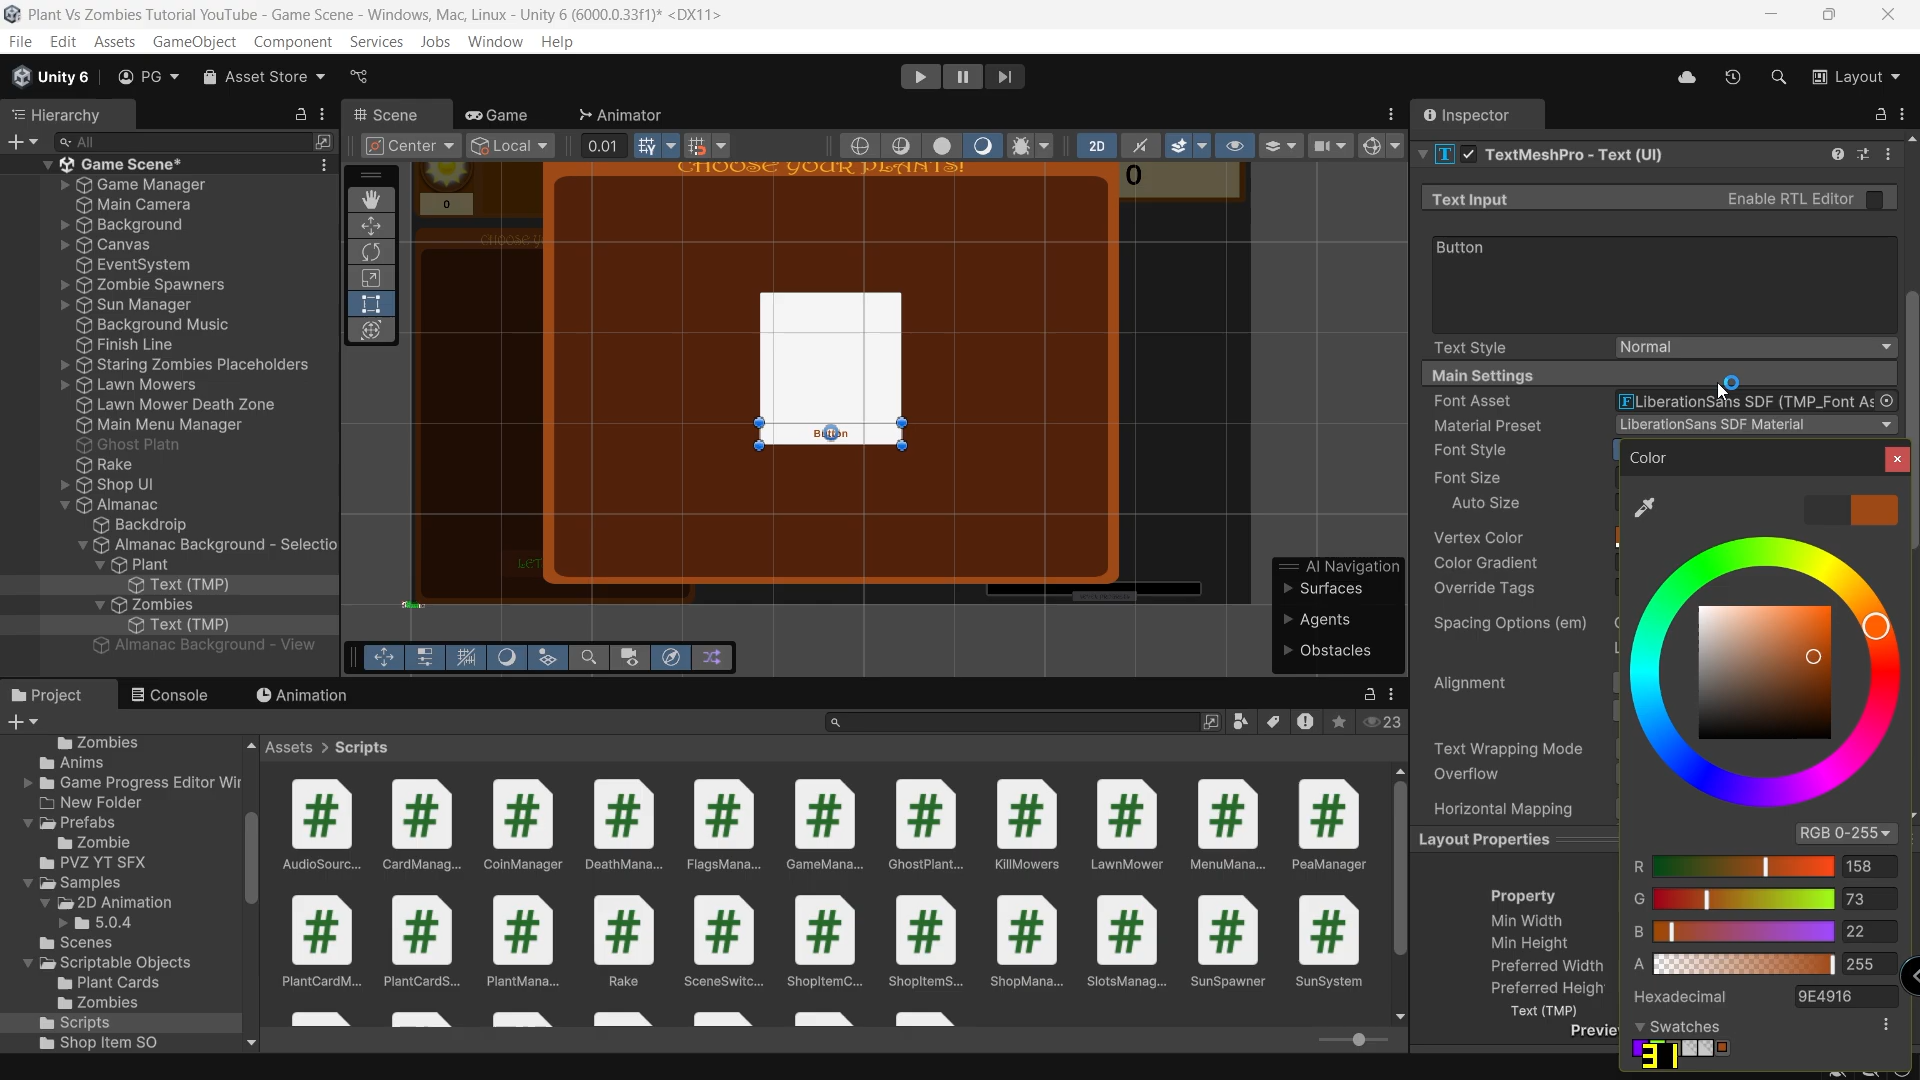 Plant Vs Zombies Tutorial YouTube - Game Scene - Windows, Mac, Linux - Unity 6 (6000.0.33f1)* <DX11>
File Edit Assets GameObject Component Services Jobs Window Help
Unity 6 PG Asset Store Layout
Hierarchy
All
Game Scene*
Game Manager
Main Camera
Background
Canvas
EventSystem
Zombie Spawners
Sun Manager
Background Music
Finish Line
Staring Zombies Placeholders
Lawn Mowers
Lawn Mower Death Zone
Main Menu Manager
Ghost Platn
Rake
Shop UI
Almanac
Backdroip
Almanac Background - Selectio
Plant
Text (TMP)
Zombies
Text (TMP)
Almanac Background - View
Scene Game Animator
Center Local 0.01 2D
CHOOSE YOUR PLANTS!
0
0
CHOOSE Y
Button
LET
AI Navigation
Surfaces
Agents
Obstacles
Inspector
TextMeshPro - Text (UI)
Text Input Enable RTL Editor
Button
Text Style Normal
Main Settings
Font Asset LiberationSans SDF (TMP_Font As
Material Preset LiberationSans SDF Material
Font Style
Font Size
Auto Size
Vertex Color
Color Gradient
Override Tags
Spacing Options (em)
Alignment
Text Wrapping Mode
Overflow
Horizontal Mapping
Layout Properties
Property
Min Width
Min Height
Preferred Width
Preferred Heigh
Text (TMP)
Previe
Color
RGB 0-255
R 158
G 73
B 22
A 255
Hexadecimal 9E4916
Swatches
31
Project Console Animation
23
Zombies
Anims
Game Progress Editor Wir
New Folder
Prefabs
Zombie
PVZ YT SFX
Samples
2D Animation
5.0.4
Scenes
Scriptable Objects
Plant Cards
Zombies
Scripts
Shop Item SO
Assets > Scripts
AudioSourc... CardManag... CoinManager DeathMana... FlagsMana... GameMana... GhostPlant... KillMowers LawnMower MenuMana... PeaManager
PlantCardM... PlantCardS... PlantMana... Rake SceneSwitc... ShopItemC... ShopItemS... ShopMana... SlotsManag... SunSpawner SunSystem